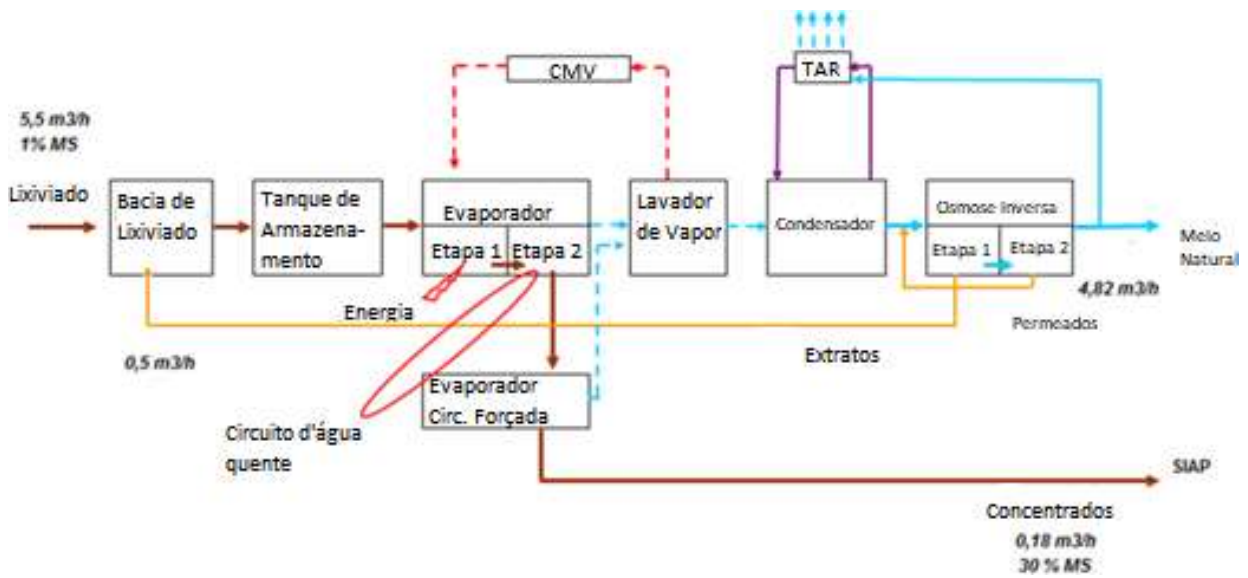 CMV
TAR
5,5 m3/h
1% MS
Lixiviado
Bacia de
Lixiviado
Tanque de
Armazena-
mento
Evaporador
Etapa 1
Etapa 2
Lavador
de Vapor
Condensador
Osmose Inversa
Etapa 1
Etapa 2
Meio
Natural
4,82 m3/h
Energia
Permeados
0,5 m3/h
Extratos
Evaporador
Circ. Forçada
Circuito d'água
quente
SIAP
Concentrados
0,18 m3/h
30 % MS